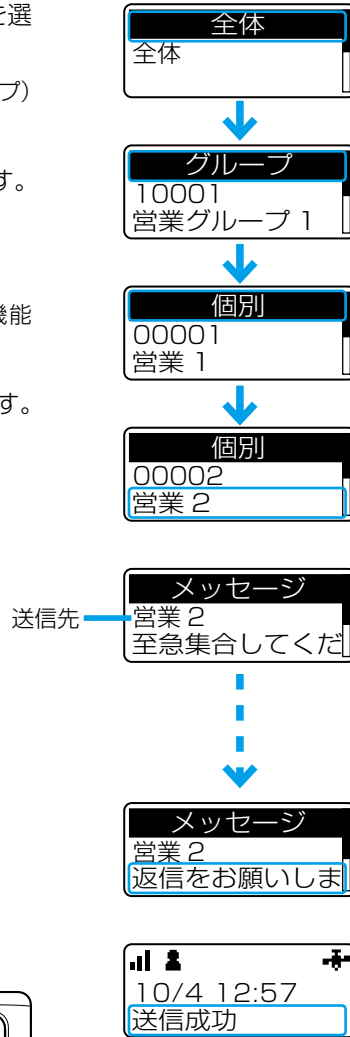 を選
全体
全体
プ）
グループ
す。
10001
営業グループ 1
個別
機能
00001
営業 1
す。
個別
00002
営業 2
メッセージ
送信先
営業 2
至急集合してくだ
メッセージ
営業 2
返信をお願いしま
10/4 12:57
送信成功